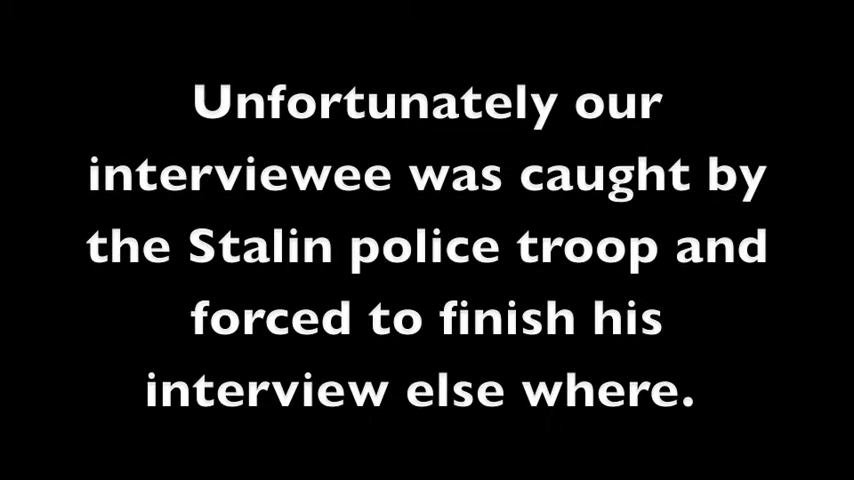 Unfortunately our
interviewee was caught by
the Stalin police troop and
forced to finish his
interview else where.